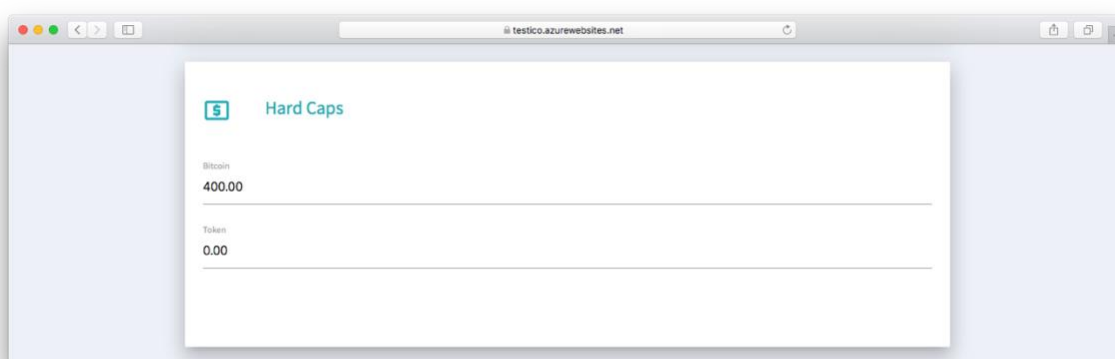 testico.azurewebsites.net
$ Hard Caps
Bitcoin
400.00
Token
0.00